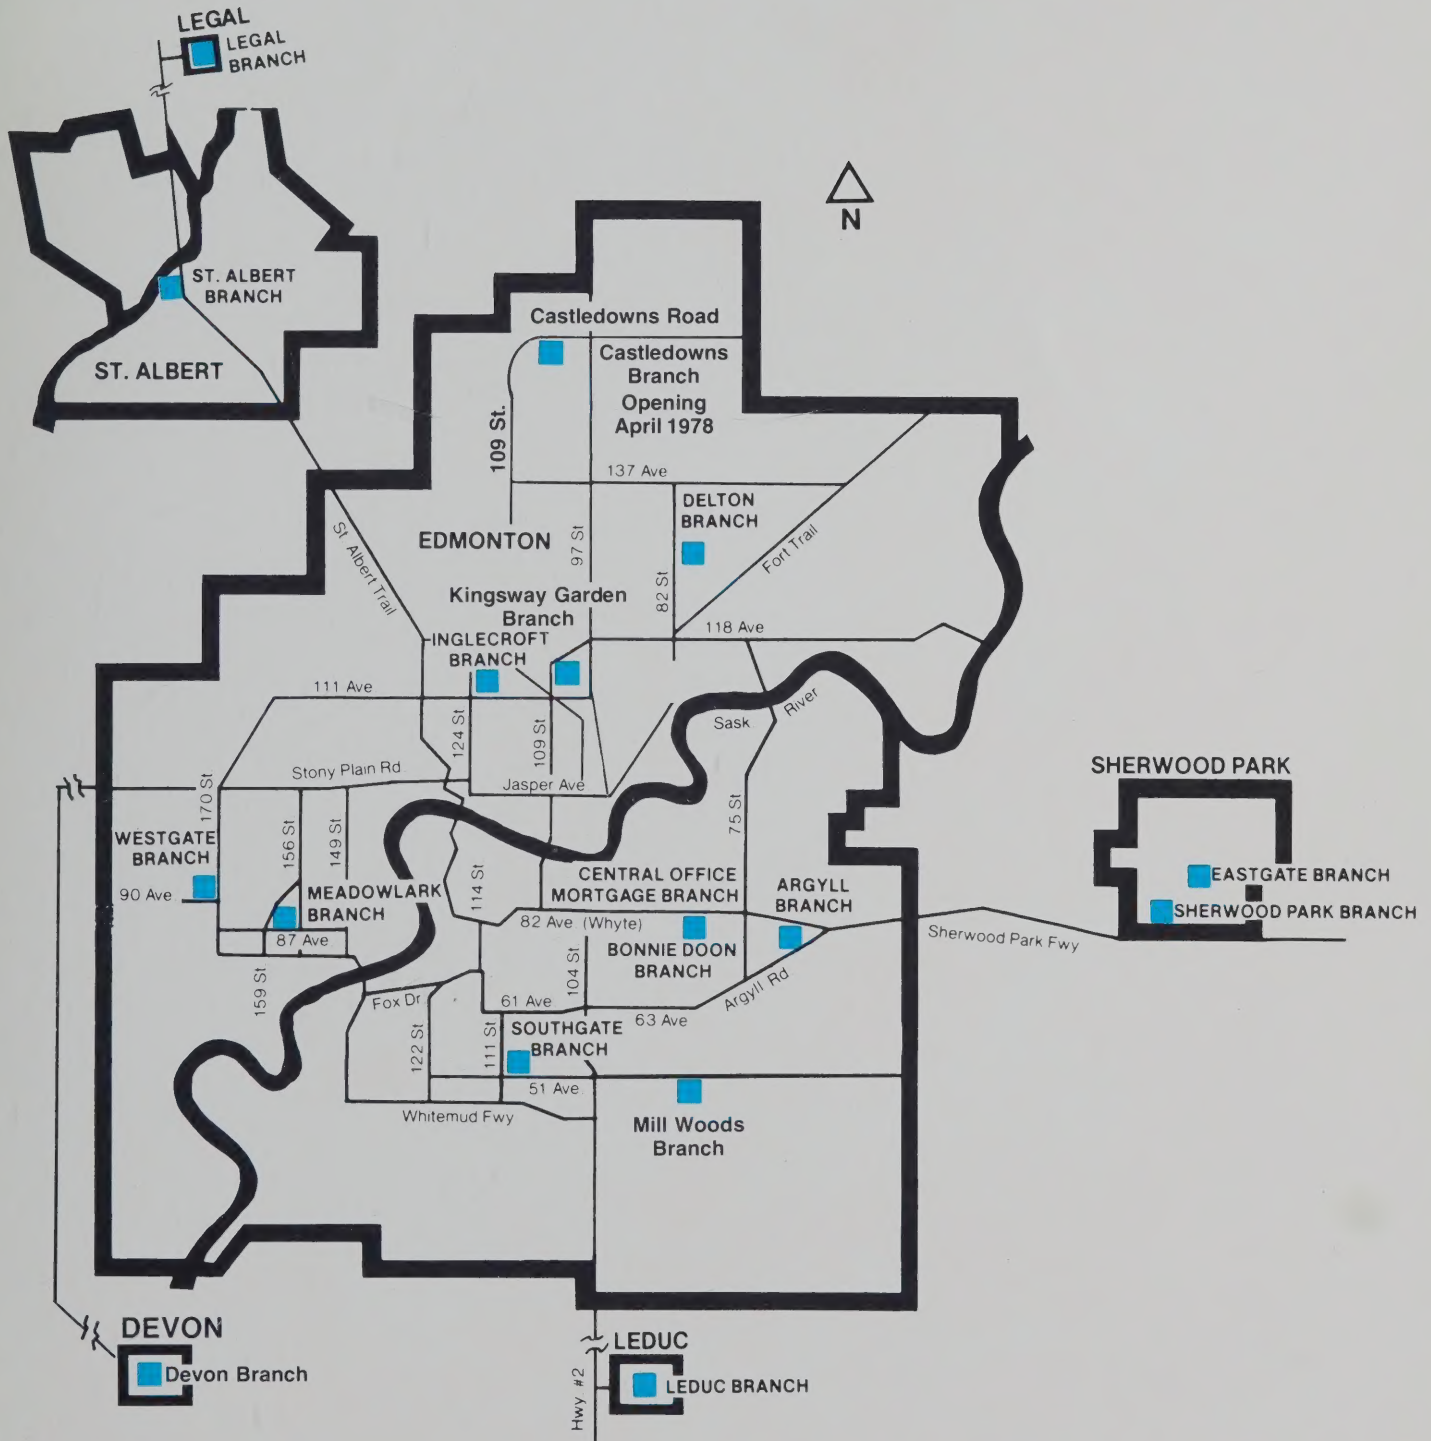 LEGAL
LEGAL
BRANCH
N
ST. ALBERT
BRANCH
ST. ALBERT
Castledowns Road
Castledowns
Branch
Opening
April 1978
109 St.
137 Ave
DELTON
BRANCH
EDMONTON
St. Albert Trail
97 St
82 St
Fort Trail
Kingsway Garden
Branch
118 Ave
INGLECROFT
BRANCH
111 Ave
124 St
109 St
Sask River
Stony Plain Rd
Jasper Ave
SHERWOOD PARK
170 St
156 St
149 St
75 St
WESTGATE
BRANCH
90 Ave
MEADOWLARK
BRANCH
114 St
CENTRAL OFFICE
MORTGAGE BRANCH
ARGYLL
BRANCH
EASTGATE BRANCH
SHERWOOD PARK BRANCH
82 Ave (Whyte)
Sherwood Park Fwy
87 Ave
BONNIE DOON
BRANCH
159 St
104 St
Argyll Rd
Fox Dr.
61 Ave
63 Ave
122 St
111 St
SOUTHGATE
BRANCH
51 Ave
Whitemud Fwy
Mill Woods
Branch
DEVON
Devon Branch
LEDUC
LEDUC BRANCH
Hwy #2